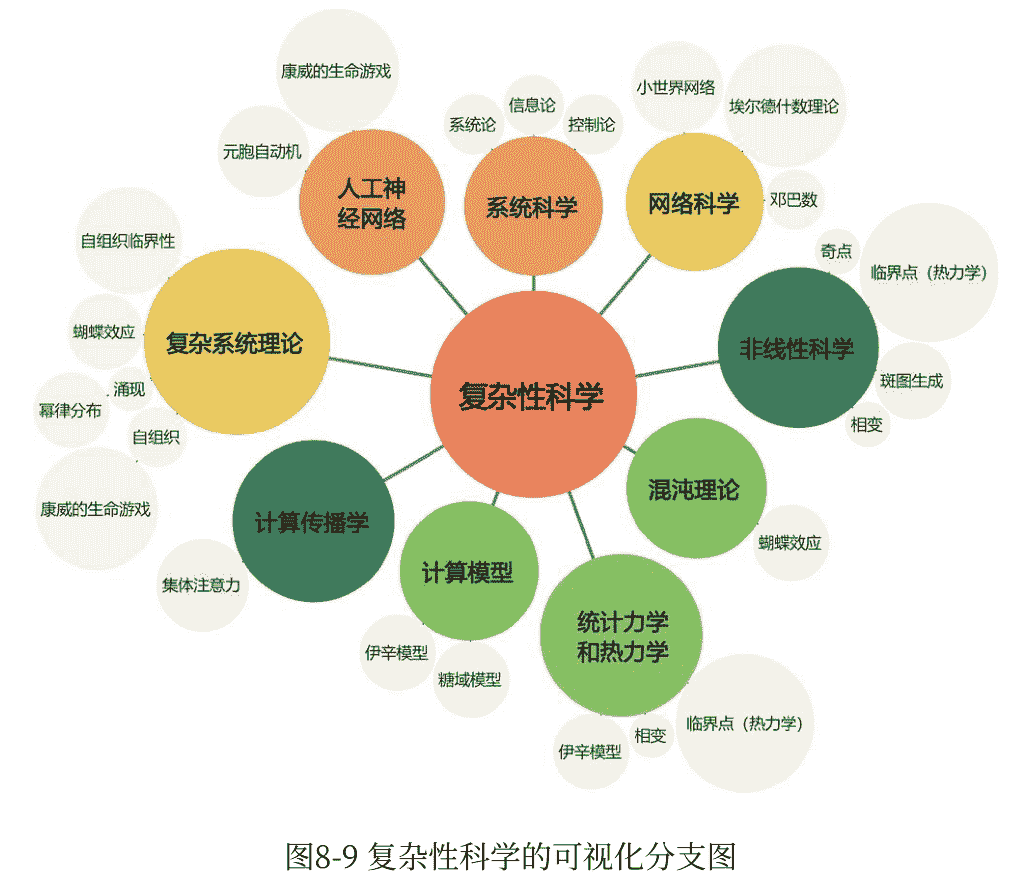 康威的生命游戏
元胞自动机
人工神
经网络
系统论
信息论
控制论
系统科学
小世界网络
埃尔德什数理论
网络科学
邓巴数
奇点
临界点（热力学）
非线性科学
斑图生成
相变
自组织临界性
蝴蝶效应
涌现
幂律分布
自组织
康威的生命游戏
复杂系统理论
复杂性科学
混沌理论
蝴蝶效应
计算传播学
集体注意力
计算模型
伊辛模型
糖域模型
统计力学
和热力学
伊辛模型
相变
临界点（热力学）
图8-9 复杂性科学的可视化分支图